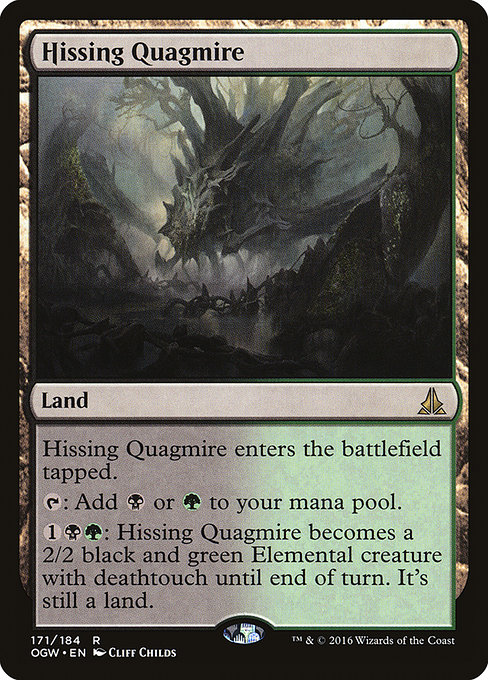 Hissing Quagmire
Land
Hissing Quagmire enters the battlefield
tapped.
: Add or to your mana pool.
1 : Hissing Quagmire becomes a
2/2 black and green Elemental creature
with deathtouch until end of turn. It's
still a land.
171/184 R
OGW • EN Cliff Childs
™ & © 2016 Wizards of the Coast